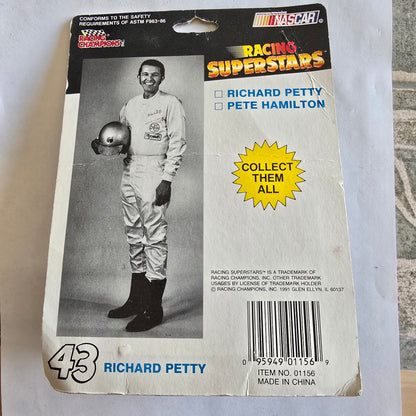 CONFORMS TO THE SAFETY
REQUIREMENTS OF ASTM F963-86
RACING
CHAMPIONS
NASCAR
RACING
SUPERSTARS
RICHARD PETTY
PETE HAMILTON
COLLECT
THEM
ALL
RACING SUPERSTARS™ IS A TRADEMARK OF
RACING CHAMPIONS, INC. OTHER TRADEMARK
USAGES BY LICENSE OF TRADEMARK HOLDER.
© RACING CHAMPIONS, INC. 1991 GLEN ELLYN, IL 60137
0 95949 01156 9
ITEM NO. 01156
MADE IN CHINA
43 RICHARD PETTY